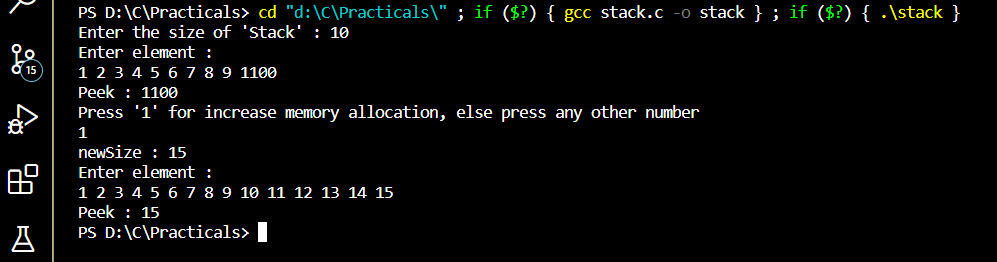 PS D:\C\Practicals> cd "d:\C\Practicals\" ; if ($?) { gcc stack.c -o stack } ; if ($?) { .\stack }
Enter the size of 'Stack' : 10
Enter element :
1 2 3 4 5 6 7 8 9 1100
Peek : 1100
Press '1' for increase memory allocation, else press any other number
1
newSize : 15
Enter element :
1 2 3 4 5 6 7 8 9 10 11 12 13 14 15
Peek : 15
PS D:\C\Practicals>
15